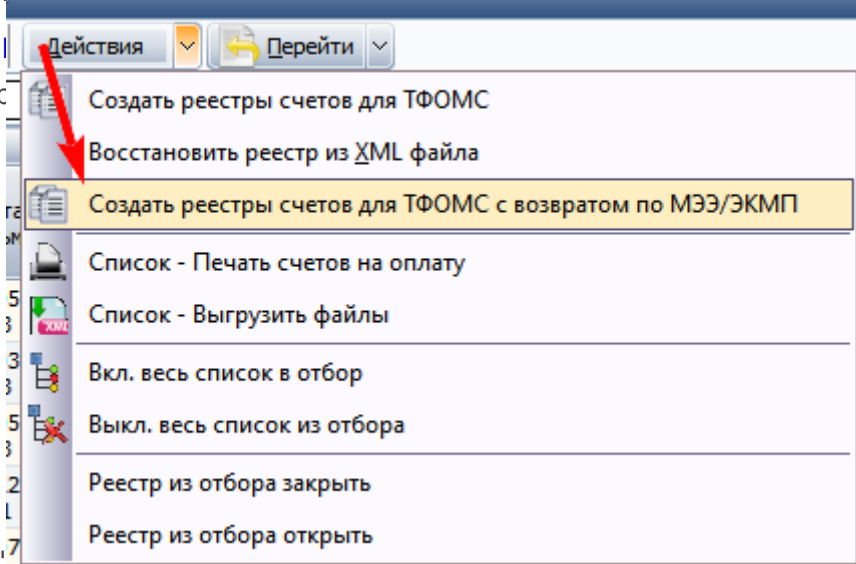 Действия
Перейти
Создать реестры счетов для ТФОМС
Восстановить реестр из XML файла
Создать реестры счетов для ТФОМС с возвратом по МЭЭ/ЭКМП
Список - Печать счетов на оплату
XML
Список - Выгрузить файлы
Вкл. весь список в отбор
Выкл. весь список из отбора
Реестр из отбора закрыть
Реестр из отбора открыть